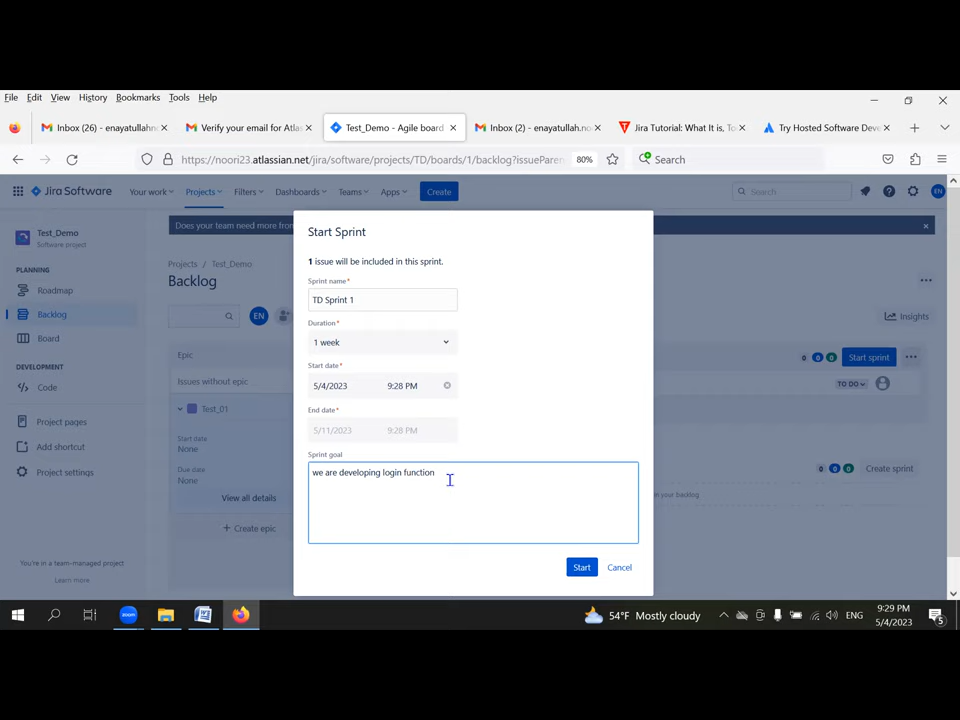 File Edit View History Bookmarks Tools Help
Inbox (26) - enayatullahn
Verify your email for Atlas
Test_Demo - Agile board
Inbox (2) - enayatullah.no
Jira Tutorial: What It is, To
Try Hosted Software Deve
https://noori23.atlassian.net/jira/software/projects/TD/boards/1/backlog?issueParen
80%
Search
Jira Software
Your work
Projects
Filters
Dashboards
Teams
Apps
Create
Search
EN
Test_Demo
Software project
PLANNING
Roadmap
Backlog
Board
DEVELOPMENT
Code
Project pages
Add shortcut
Project settings
You're in a team-managed project
Learn more
Does your team need more from
Projects / Test_Demo
Backlog
EN
Insights
Epic
Issues without epic
Test_01
Start date
None
Due date
None
View all details
+ Create epic
0 0 0 Start sprint
TO DO
0 0 0 Create sprint
n your backlog
Start Sprint
1 issue will be included in this sprint.
Sprint name*
TD Sprint 1
Duration*
1 week
Start date*
5/4/2023 9:28 PM
End date*
5/11/2023 9:28 PM
Sprint goal
we are developing login function
Start Cancel
zoom
54°F Mostly cloudy
ENG
9:29 PM
5/4/2023
5